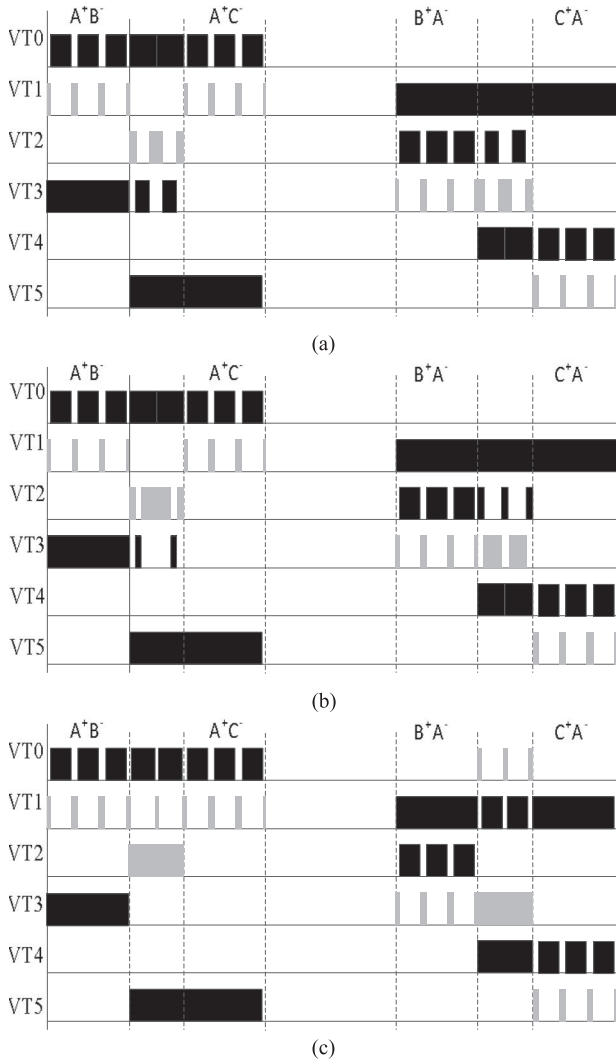 A⁺B⁻ A⁺C⁻ B⁺A⁻ C⁺A⁻
VT0
VT1
VT2
VT3
VT4
VT5
(a)
A⁺B⁻ A⁺C⁻ B⁺A⁻ C⁺A⁻
VT0
VT1
VT2
VT3
VT4
VT5
(b)
A⁺B⁻ A⁺C⁻ B⁺A⁻ C⁺A⁻
VT0
VT1
VT2
VT3
VT4
VT5
(c)